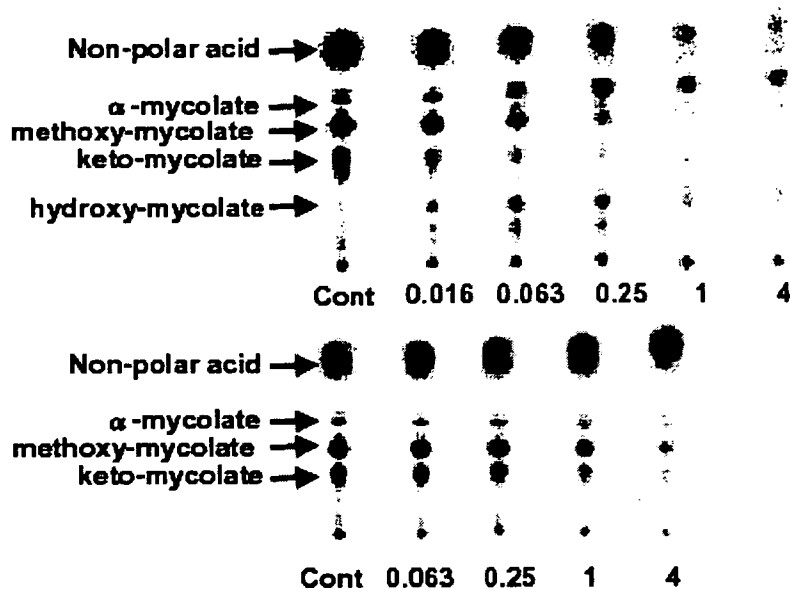 Non-polar acid
α-mycolate
methoxy-mycolate
keto-mycolate
hydroxy-mycolate
Cont 0.016 0.063 0.25 1 4
Non-polar acid
α-mycolate
methoxy-mycolate
keto-mycolate
Cont 0.063 0.25 1 4